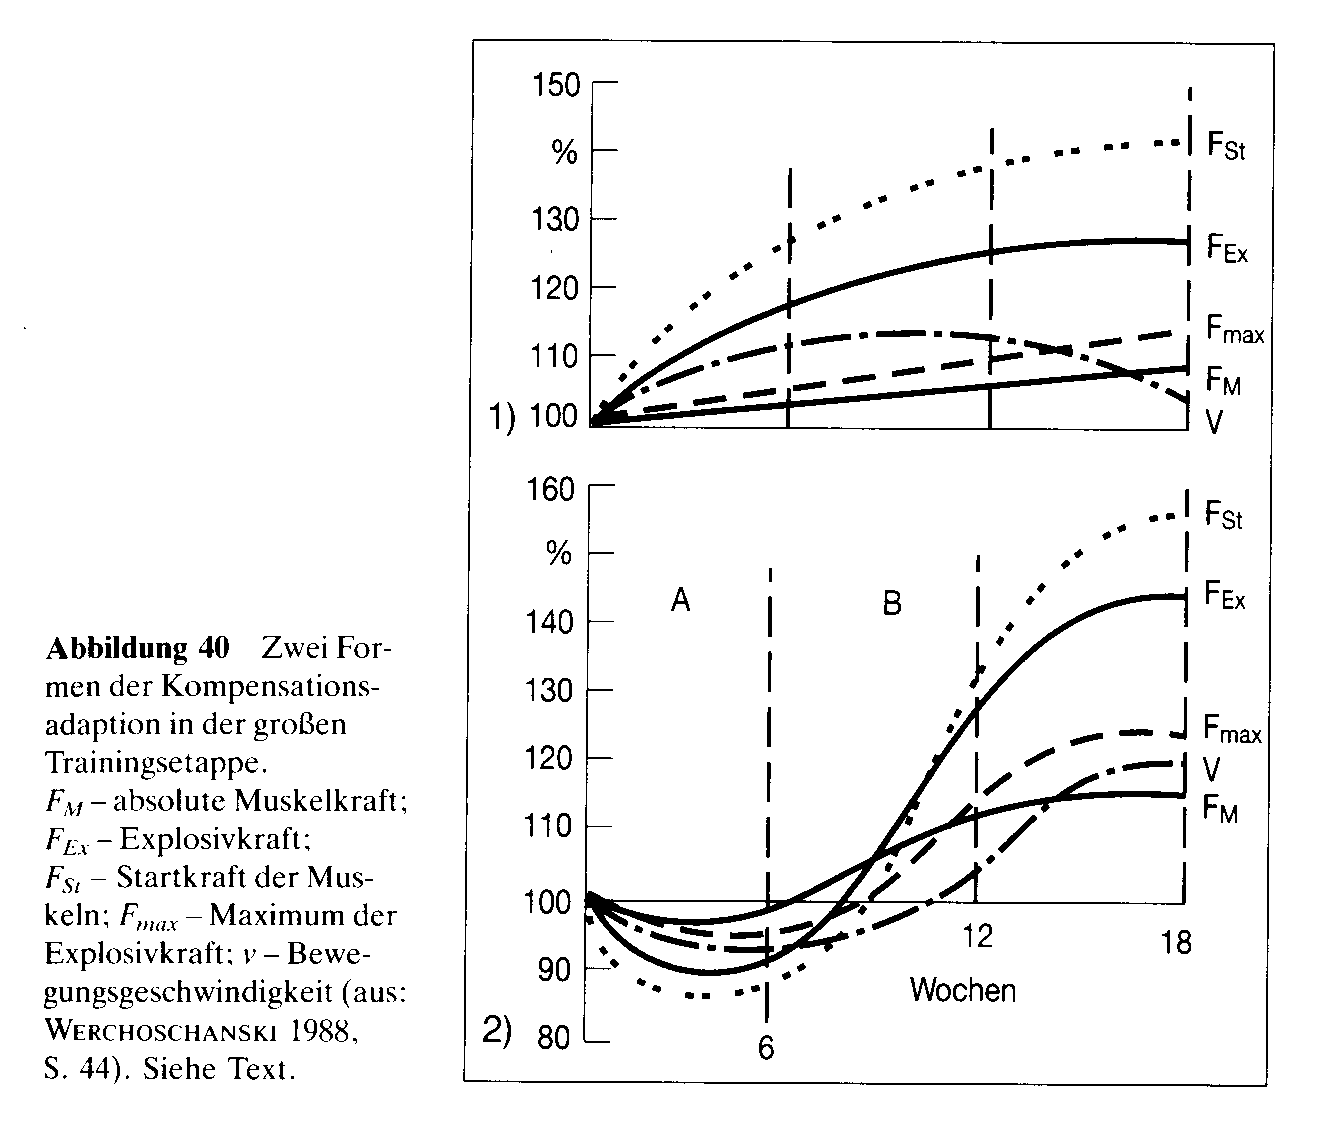 150
%
FSt
130
FEx
120
Fmax
110
FM
1) 100
V
160
FSt
%
A
B
FEx
140
130
Fmax
120
V
110
FM
100
12
18
90
Wochen
2) 80
6
Abbildung 40 Zwei For-
men der Kompensations-
adaption in der großen
Trainingsetappe.
FM – absolute Muskelkraft;
FEx – Explosivkraft;
FSt – Startkraft der Mus-
keln; Fmax – Maximum der
Explosivkraft; v – Bewe-
gungsgeschwindigkeit (aus:
WERCHOSCHANSKI 1988,
S. 44). Siehe Text.